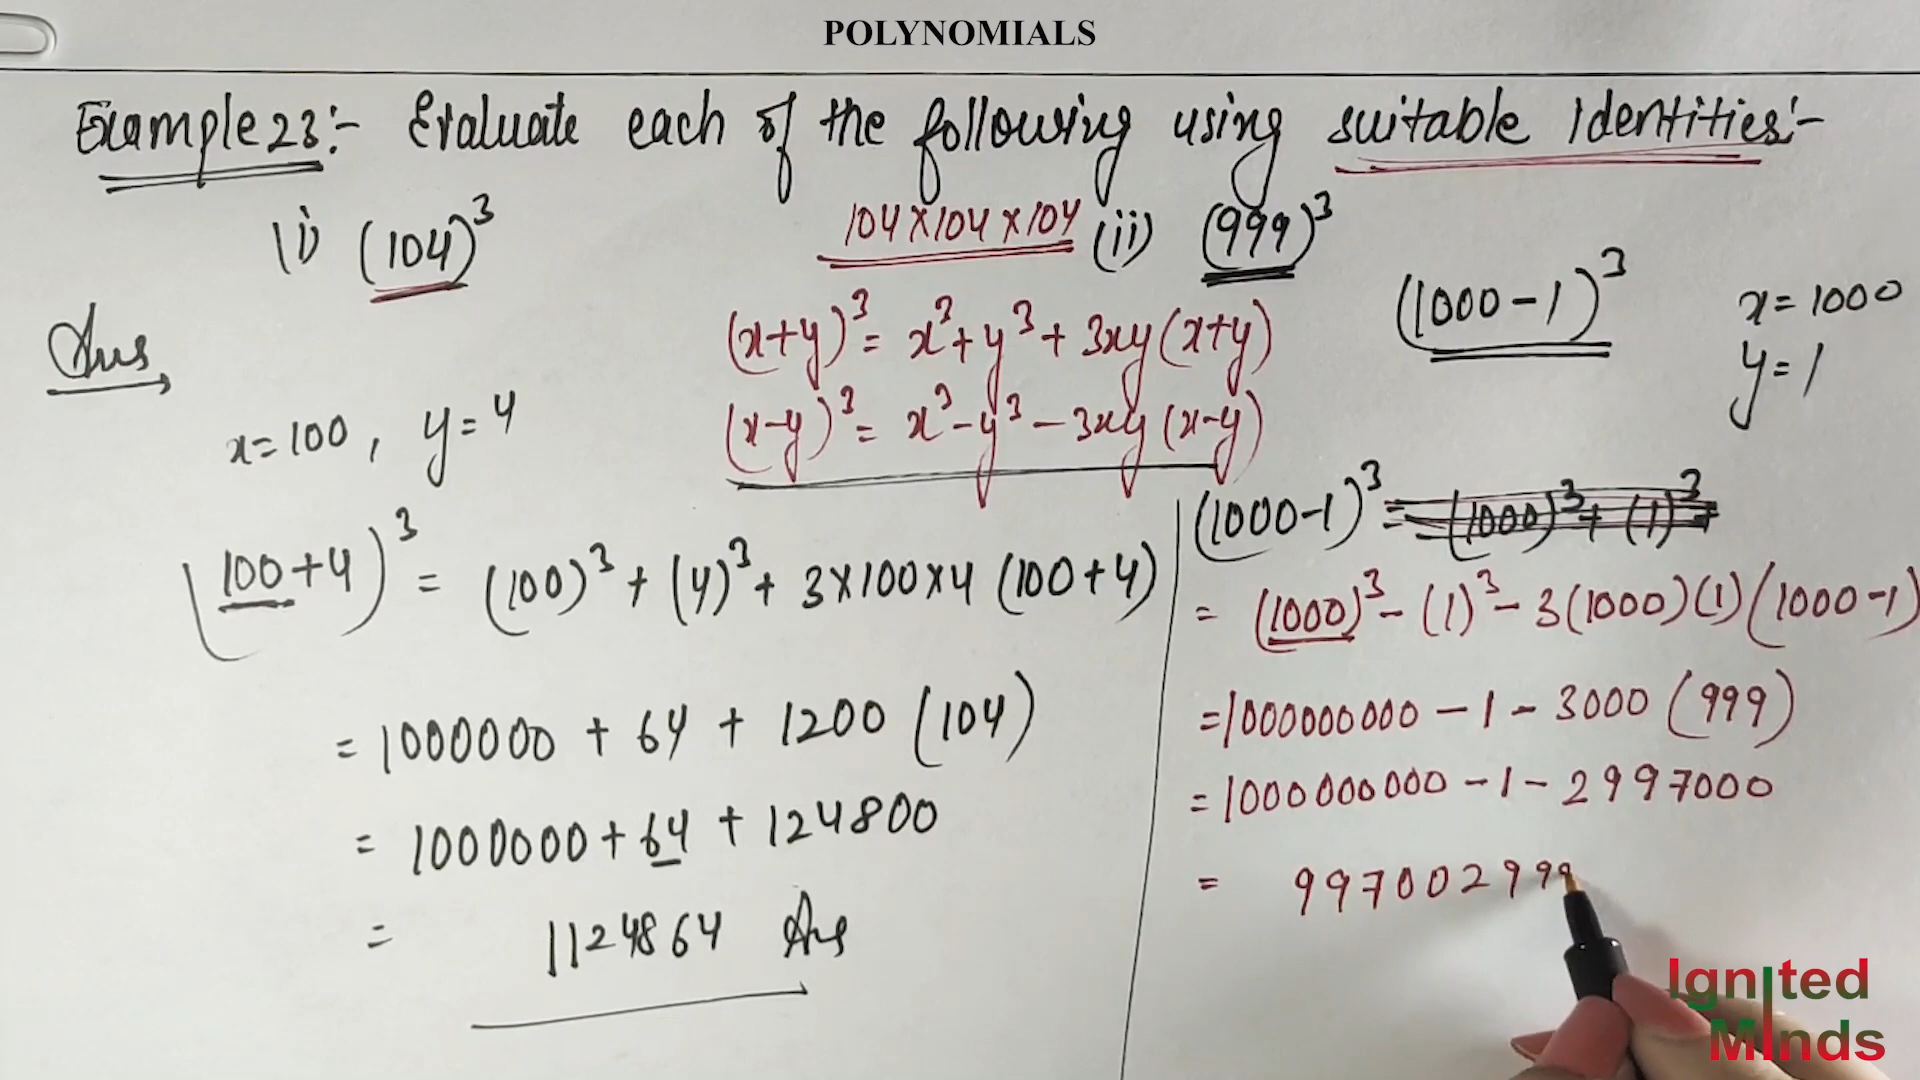 POLYNOMIALS
Example 23:- Evaluate each of the following using suitable identities:-
(i) (104)³
104×104×104
(ii) (999)³
(1000-1)³
x=1000
y=1
Ans
(x+y)³ = x³+y³+3xy(x+y)
(x-y)³ = x³-y³-3xy(x-y)
x=100, y=4
(100+4)³ = (100)³+(4)³+3×100×4(100+4)
=1000000+64+1200(104)
=1000000+64+124800
= 1124864 Ans
(1000-1)³ = (1000)³+(1)³+
= (1000)³-(1)³-3(1000)(1)(1000-1)
=1000000000-1-3000(999)
=1000000000-1-2997000
= 997002999
Ignited
Minds